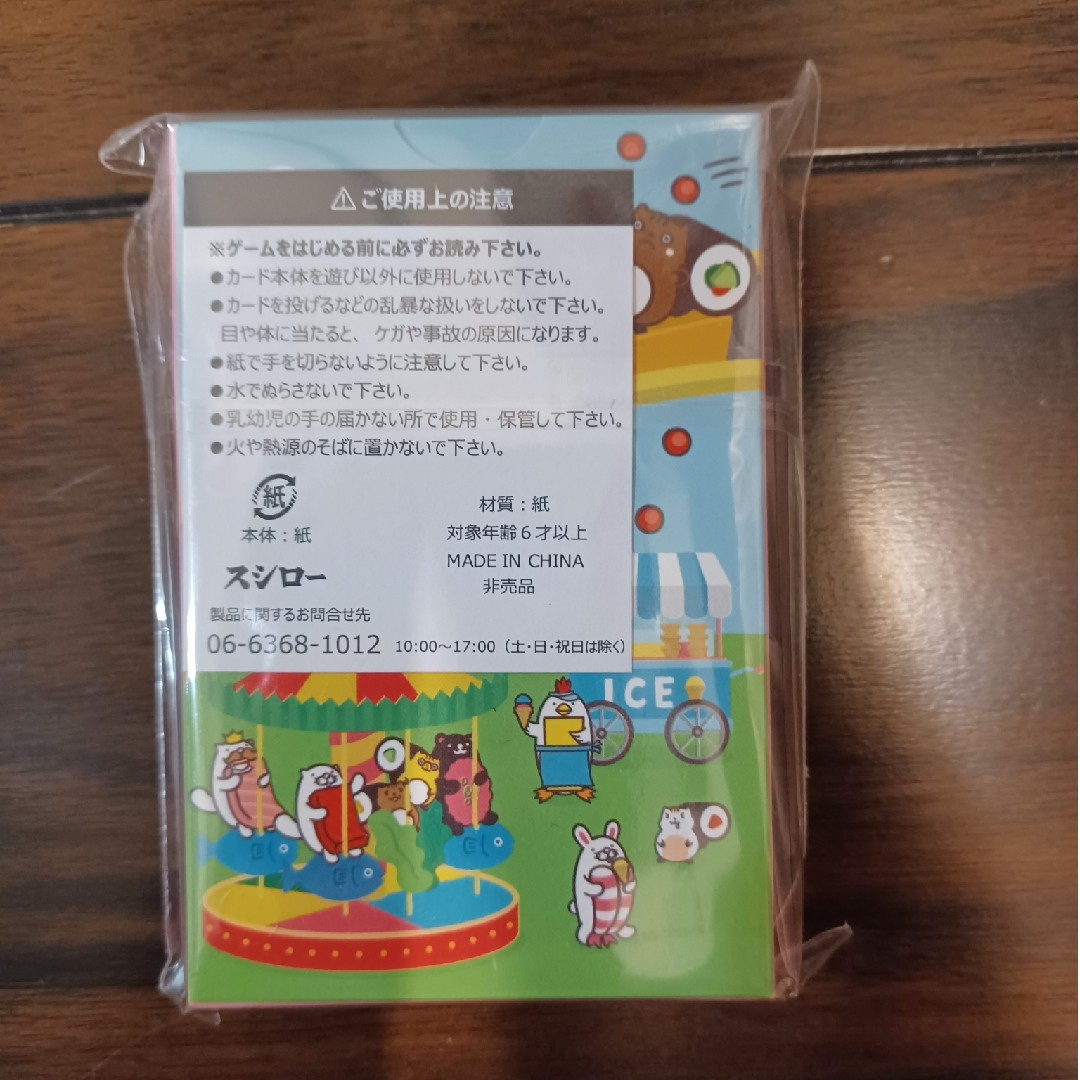 ⚠ご使用上の注意
※ゲームをはじめる前に必ずお読み下さい。
●カード本体を遊び以外に使用しないで下さい。
●カードを投げるなどの乱暴な扱いをしないで下さい。
目や体に当たると、ケガや事故の原因になります。
●紙で手を切らないように注意して下さい。
●水でぬらさないで下さい。
●乳幼児の手の届かない所で使用・保管して下さい。
●火や熱源のそばに置かないで下さい。
紙
本体：紙
スシロー
材質：紙
対象年齢６才以上
MADE IN CHINA
非売品
製品に関するお問合せ先
06-6368-1012 10:00～17:00（土・日・祝日は除く）
ICE